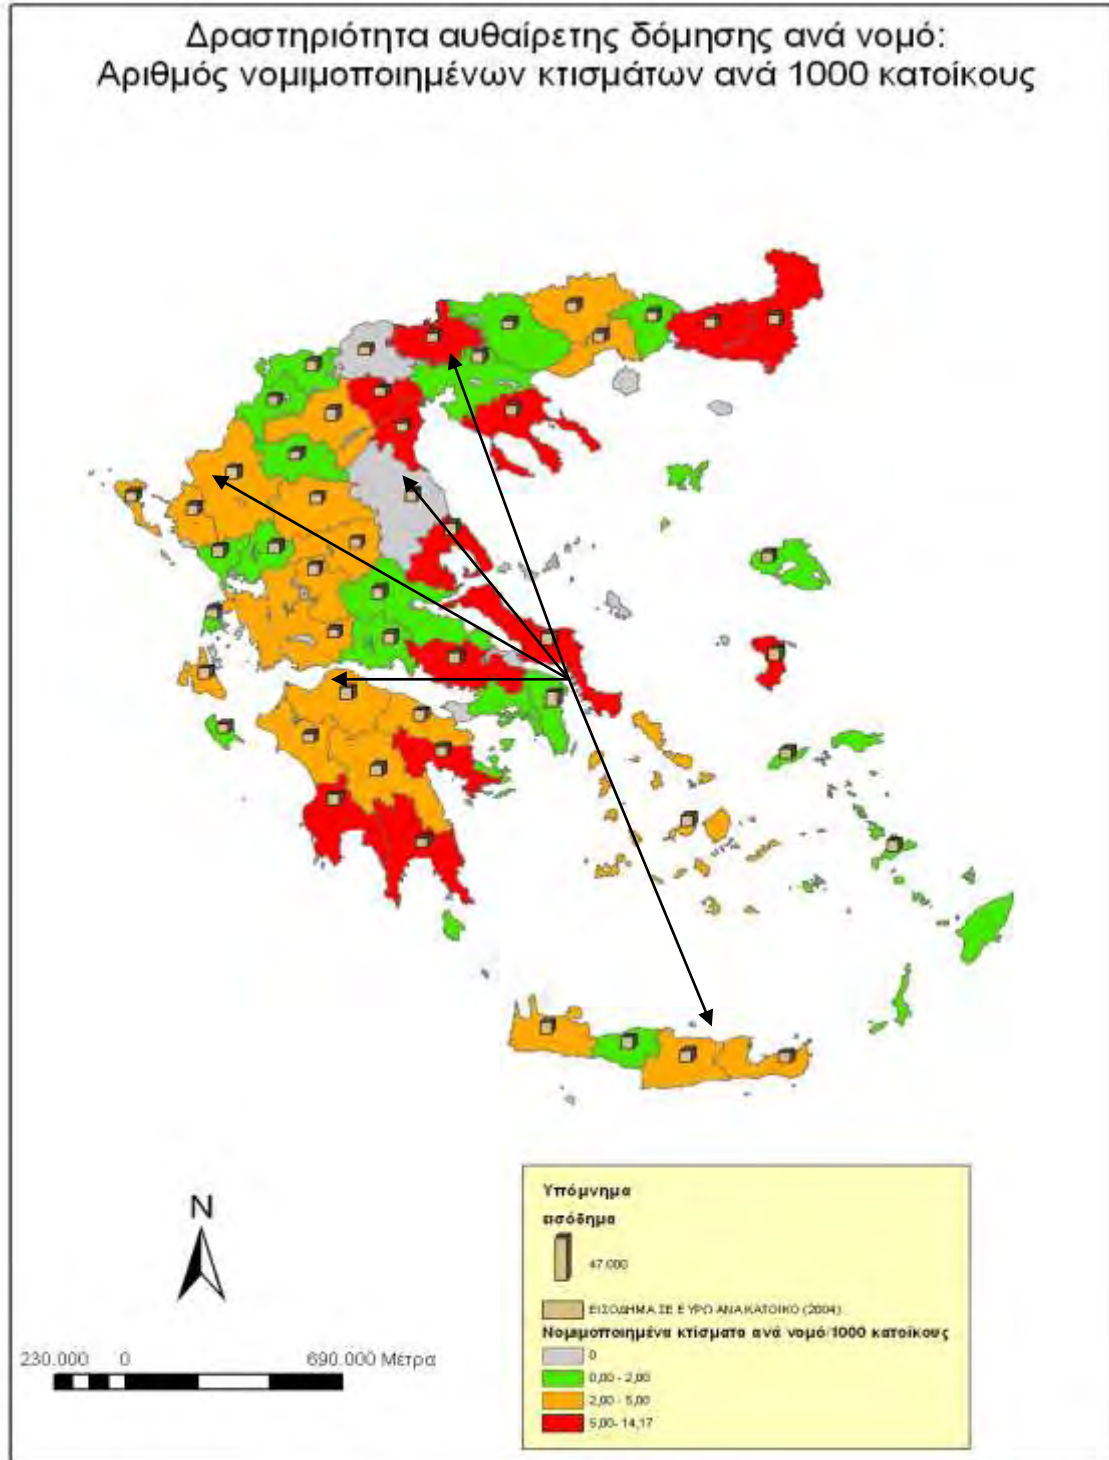 Δραστηριότητα αυθαίρετης δόμησης ανά νομό:
Αριθμός νομιμοποιημένων κτισμάτων ανά 1000 κατοίκους
N
230.000 0 690.000 Μέτρα
Υπόμνημα
εισόδημα
47.000
ΕΙΣΟΔΗΜΑ ΣΕ ΕΥΡΩ ΑΝΑ ΚΑΤΟΙΚΟ (2004)
Νομιμοποιημένα κτίσματα ανά νομό/1000 κατοίκους
0
0,00 - 2,00
2,00 - 5,00
5,00- 14,17